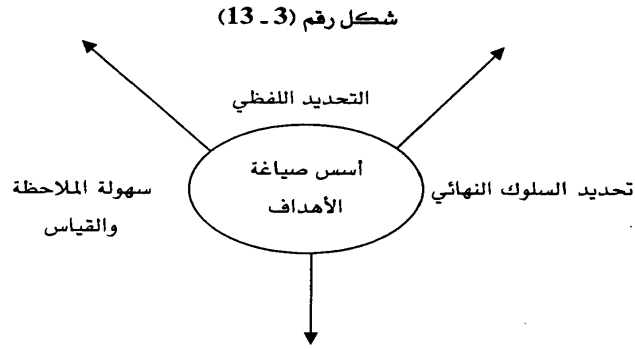 شكل رقم (3 ـ 13)
التحديد اللفظي
أسس صياغة
الأهداف
تحديد السلوك النهائي
سهولة الملاحظة
والقياس